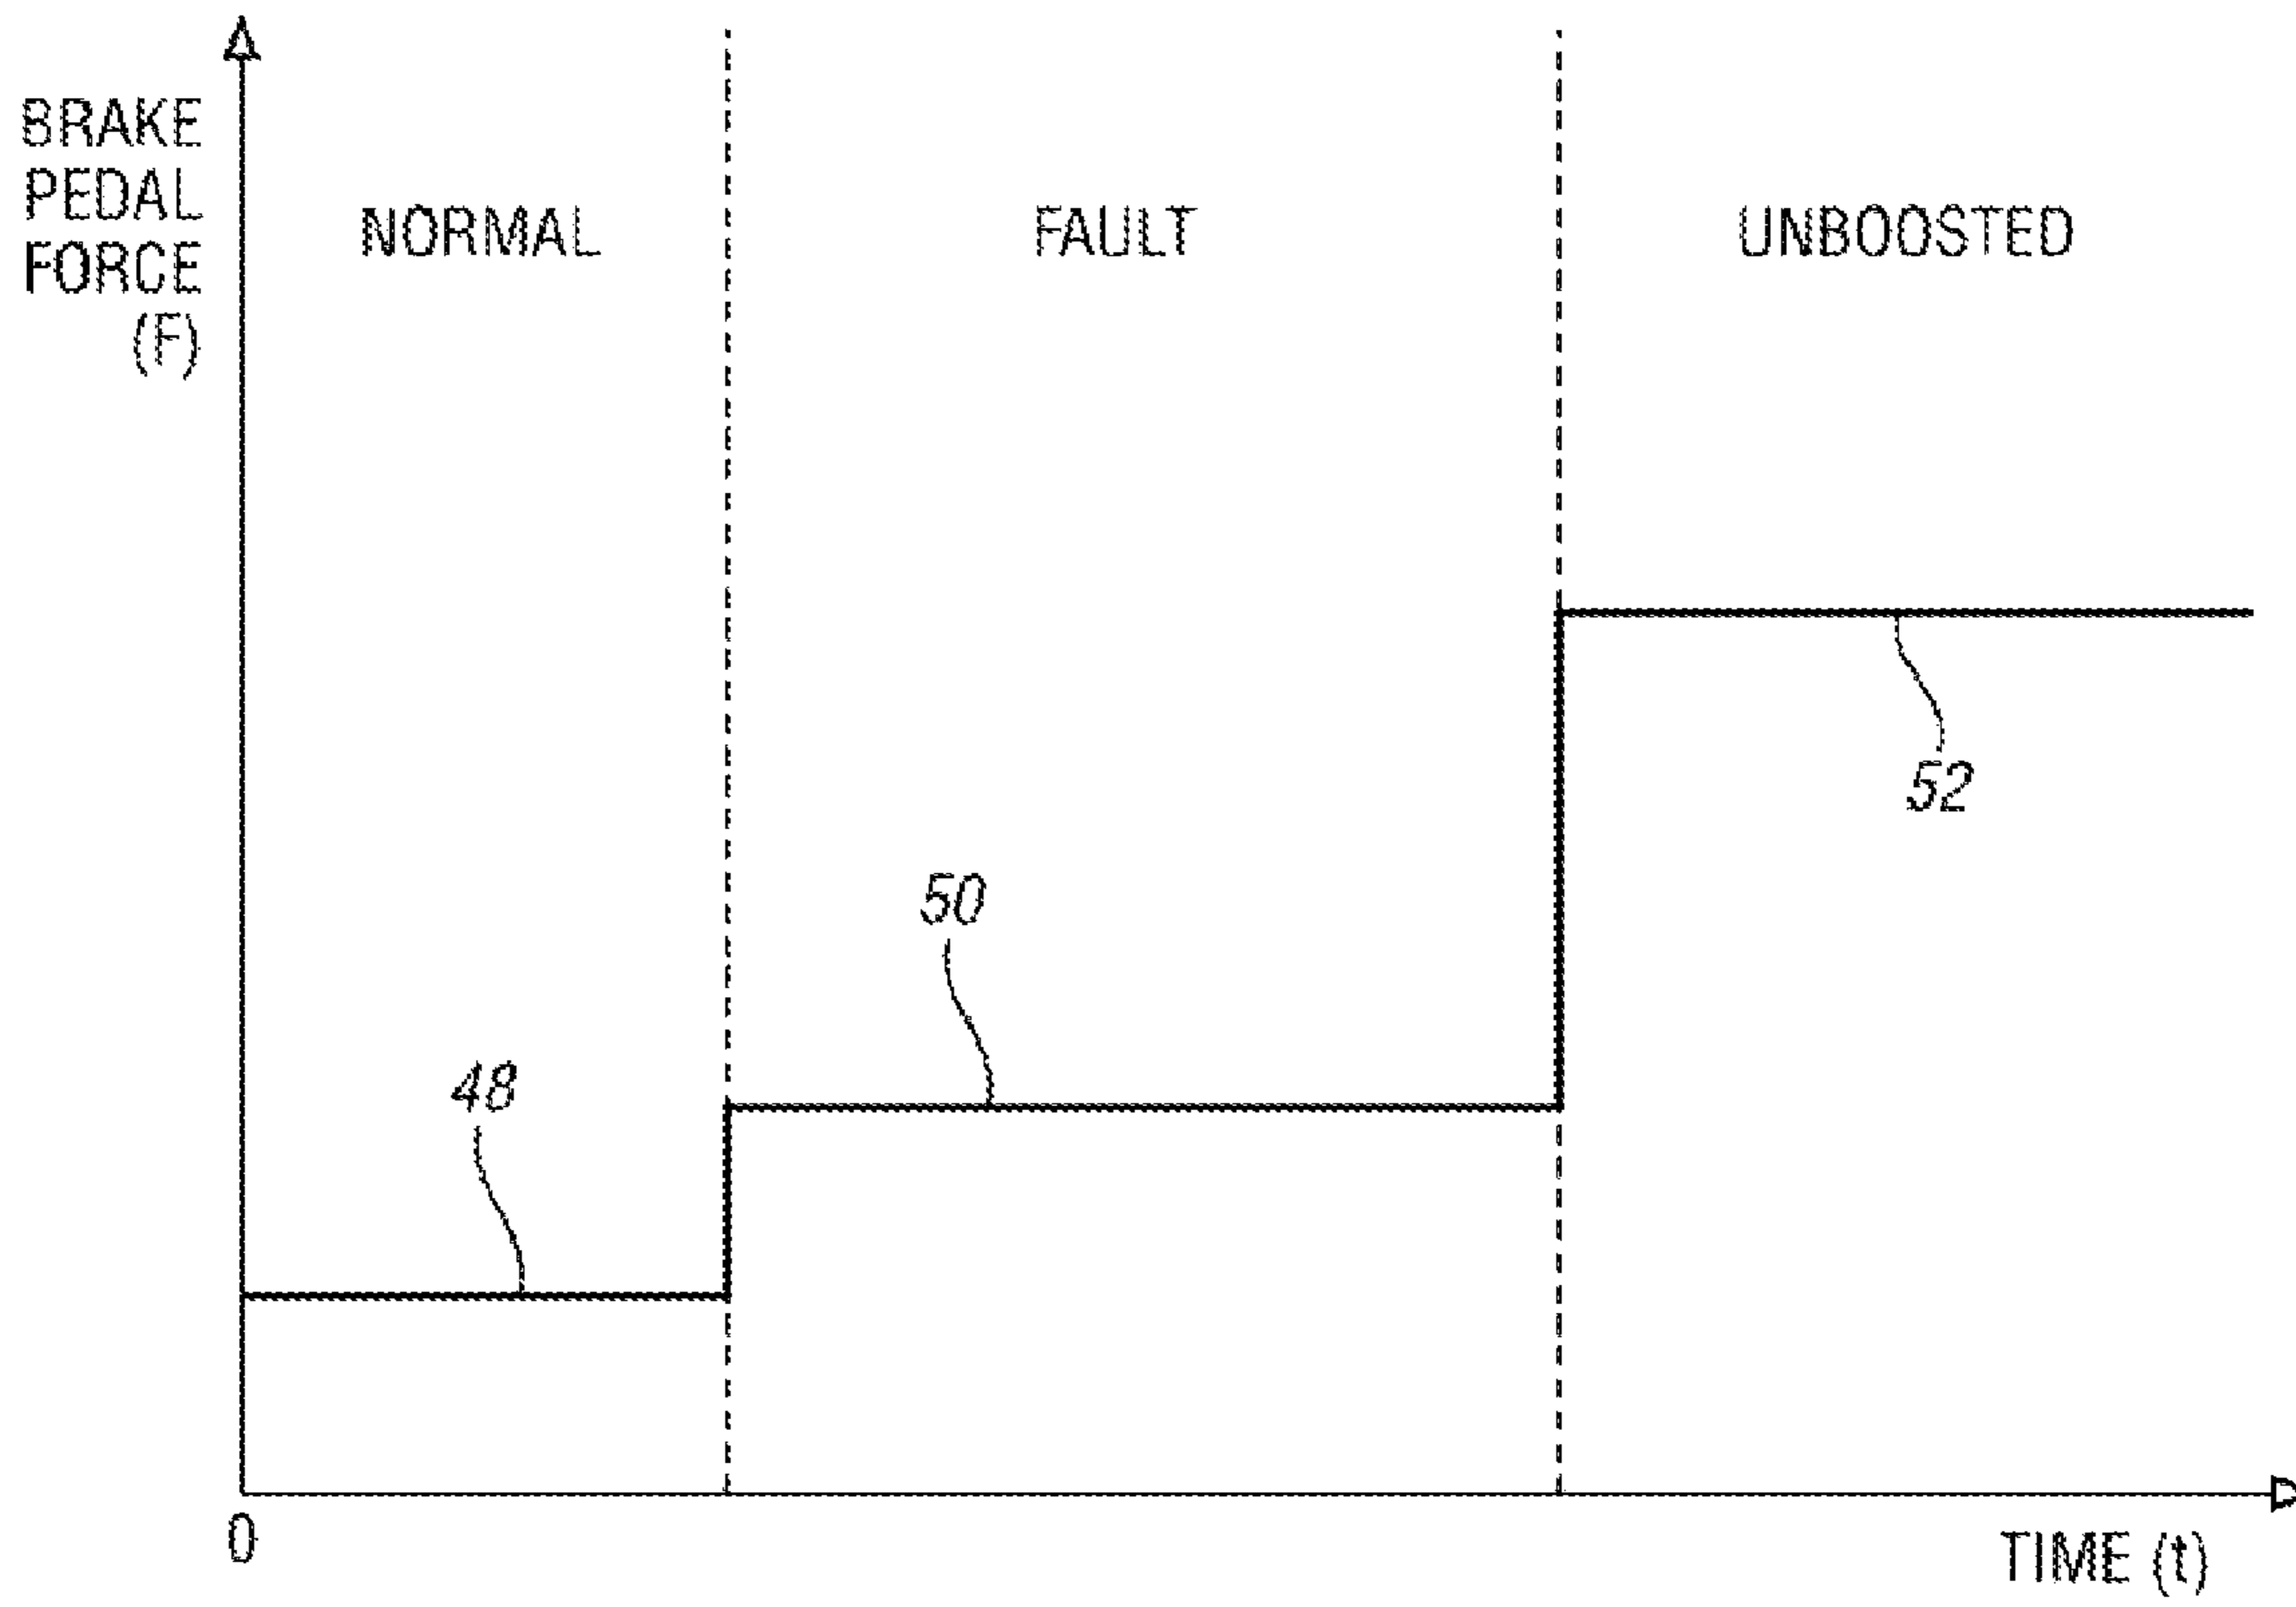 BRAKE
PEDAL
FORCE
(F)
NORMAL
FAULT
UNBOOSTED
52
50
48
0
TIME (t)